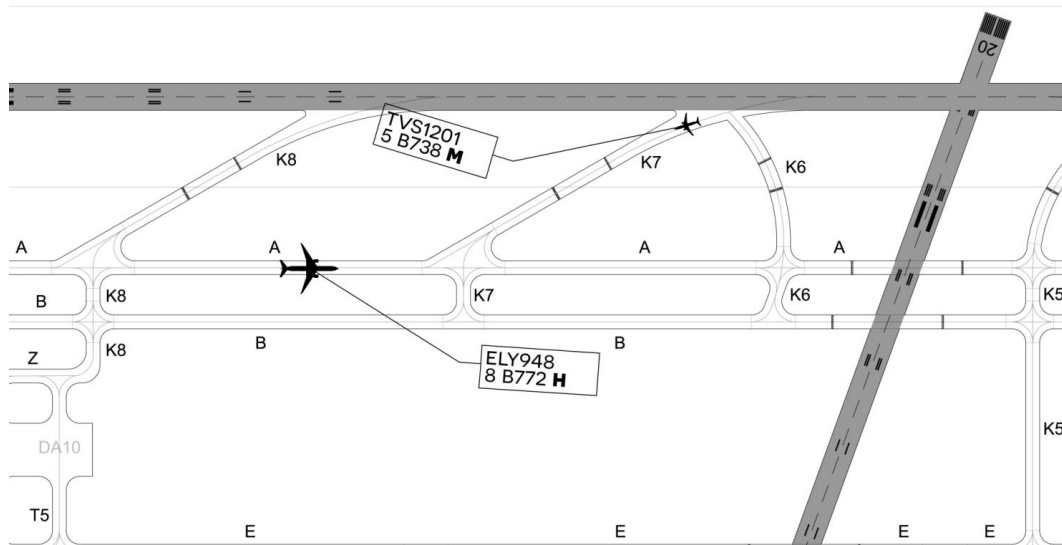 20
TVS1201
5 B738 M
K8
K7
K6
A
A
A
A
B
K8
K7
K6
K5
Z
K8
B
B
ELY948
8 B772 H
K5
DA10
T5
E
E
E
E